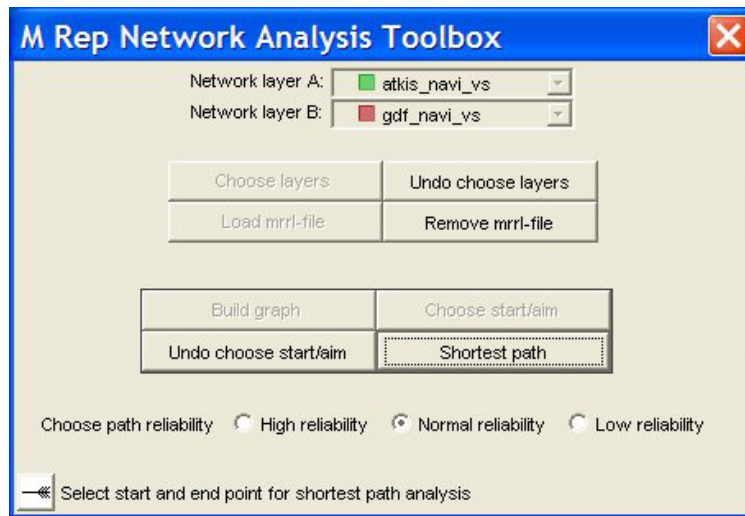 M Rep Network Analysis Toolbox
Network layer A: atkis_navi_vs
Network layer B: gdf_navi_vs
Choose layers Undo choose layers
Load mrrl-file Remove mrrl-file
Build graph Choose start/aim
Undo choose start/aim Shortest path
Choose path reliability High reliability Normal reliability Low reliability
Select start and end point for shortest path analysis